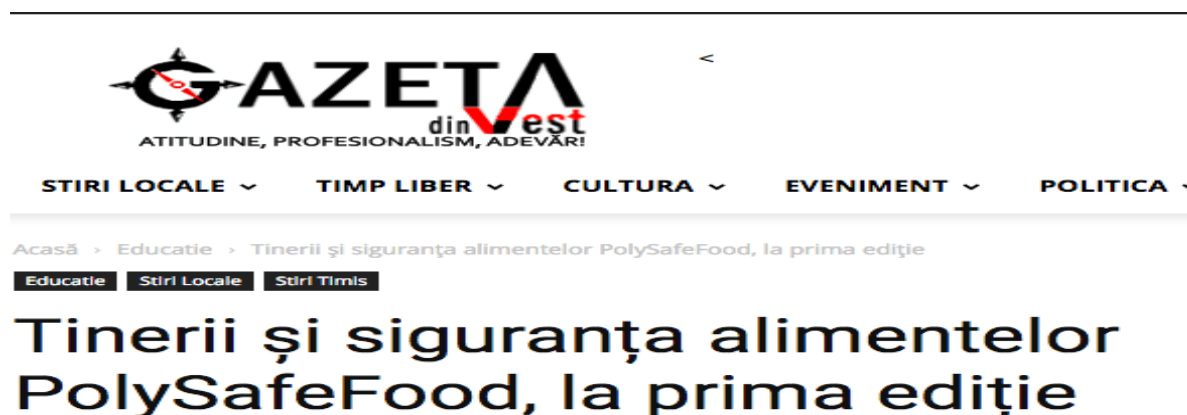 <
GAZETA
din Vest
ATITUDINE, PROFESIONALISM, ADEVĂR!
STIRI LOCALE TIMP LIBER CULTURA EVENIMENT POLITICA
Acasă › Educatie › Tinerii şi siguranţa alimentelor PolySafeFood, la prima ediţie
Educatie Stiri Locale Stiri Timis
Tinerii și siguranța alimentelor
PolySafeFood, la prima ediție